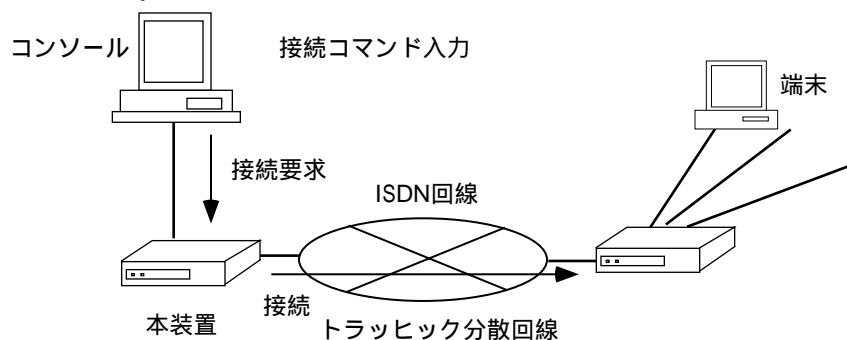 コンソール
接続コマンド入力
端末
接続要求
ISDN回線
接続
本装置
トラッヒック分散回線